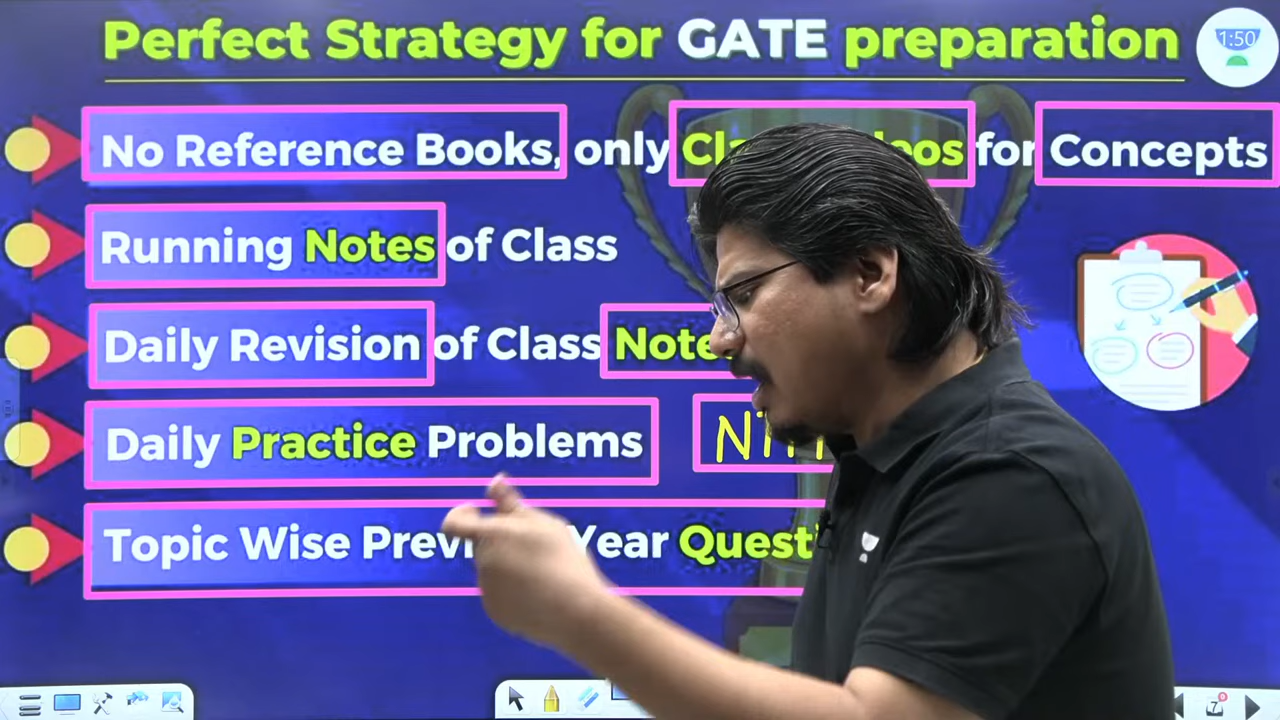 Perfect Strategy for GATE preparation
1:50
No Reference Books, only for Concepts
Running Notes of Class
Daily Revision of Class
Daily Practice Problems
Topic Wise Year
7